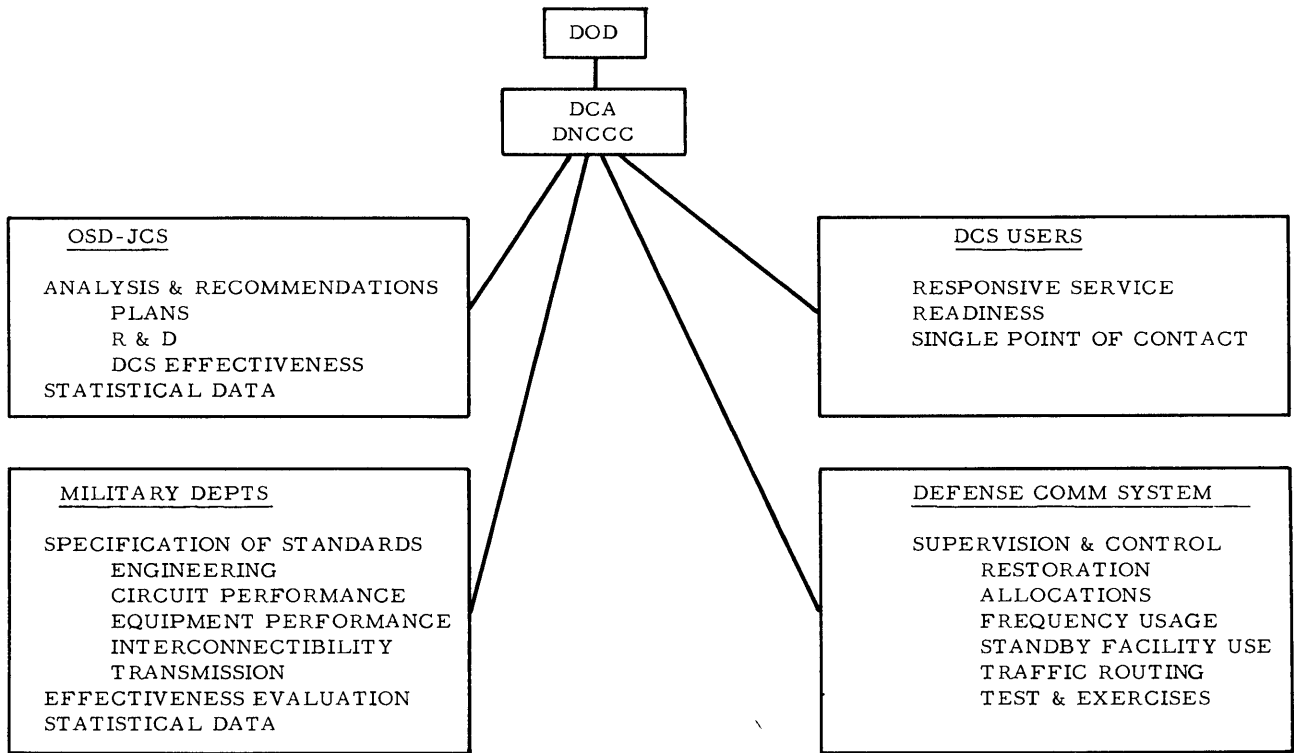 DOD
DCA
DNCCC
OSD-JCS
ANALYSIS & RECOMMENDATIONS
PLANS
R & D
DCS EFFECTIVENESS
STATISTICAL DATA
DCS USERS
RESPONSIVE SERVICE
READINESS
SINGLE POINT OF CONTACT
MILITARY DEPTS
SPECIFICATION OF STANDARDS
ENGINEERING
CIRCUIT PERFORMANCE
EQUIPMENT PERFORMANCE
INTERCONNECTIBILITY
TRANSMISSION
EFFECTIVENESS EVALUATION
STATISTICAL DATA
DEFENSE COMM SYSTEM
SUPERVISION & CONTROL
RESTORATION
ALLOCATIONS
FREQUENCY USAGE
STANDBY FACILITY USE
TRAFFIC ROUTING
TEST & EXERCISES